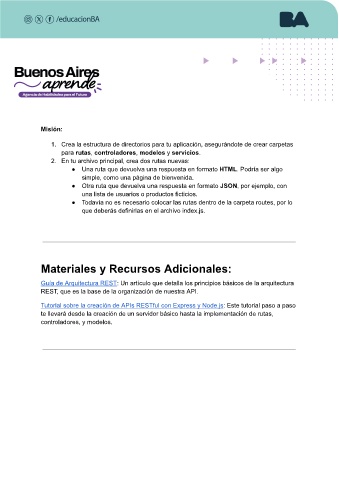 /educacionBA
BA
Buenos Aires
aprende
Agencia de Habilidades para el Futuro
Misión:
1. Crea la estructura de directorios para tu aplicación, asegurándote de crear carpetas
para rutas, controladores, modelos y servicios.
2. En tu archivo principal, crea dos rutas nuevas:
● Una ruta que devuelva una respuesta en formato HTML. Podría ser algo
simple, como una página de bienvenida.
● Otra ruta que devuelva una respuesta en formato JSON, por ejemplo, con
una lista de usuarios o productos ficticios.
● Todavía no es necesario colocar las rutas dentro de la carpeta routes, por lo
que deberás definirlas en el archivo index.js.
Materiales y Recursos Adicionales:
Guía de Arquitectura REST: Un artículo que detalla los principios básicos de la arquitectura
REST, que es la base de la organización de nuestra API.
Tutorial sobre la creación de APIs RESTful con Express y Node.js: Este tutorial paso a paso
te llevará desde la creación de un servidor básico hasta la implementación de rutas,
controladores, y modelos.